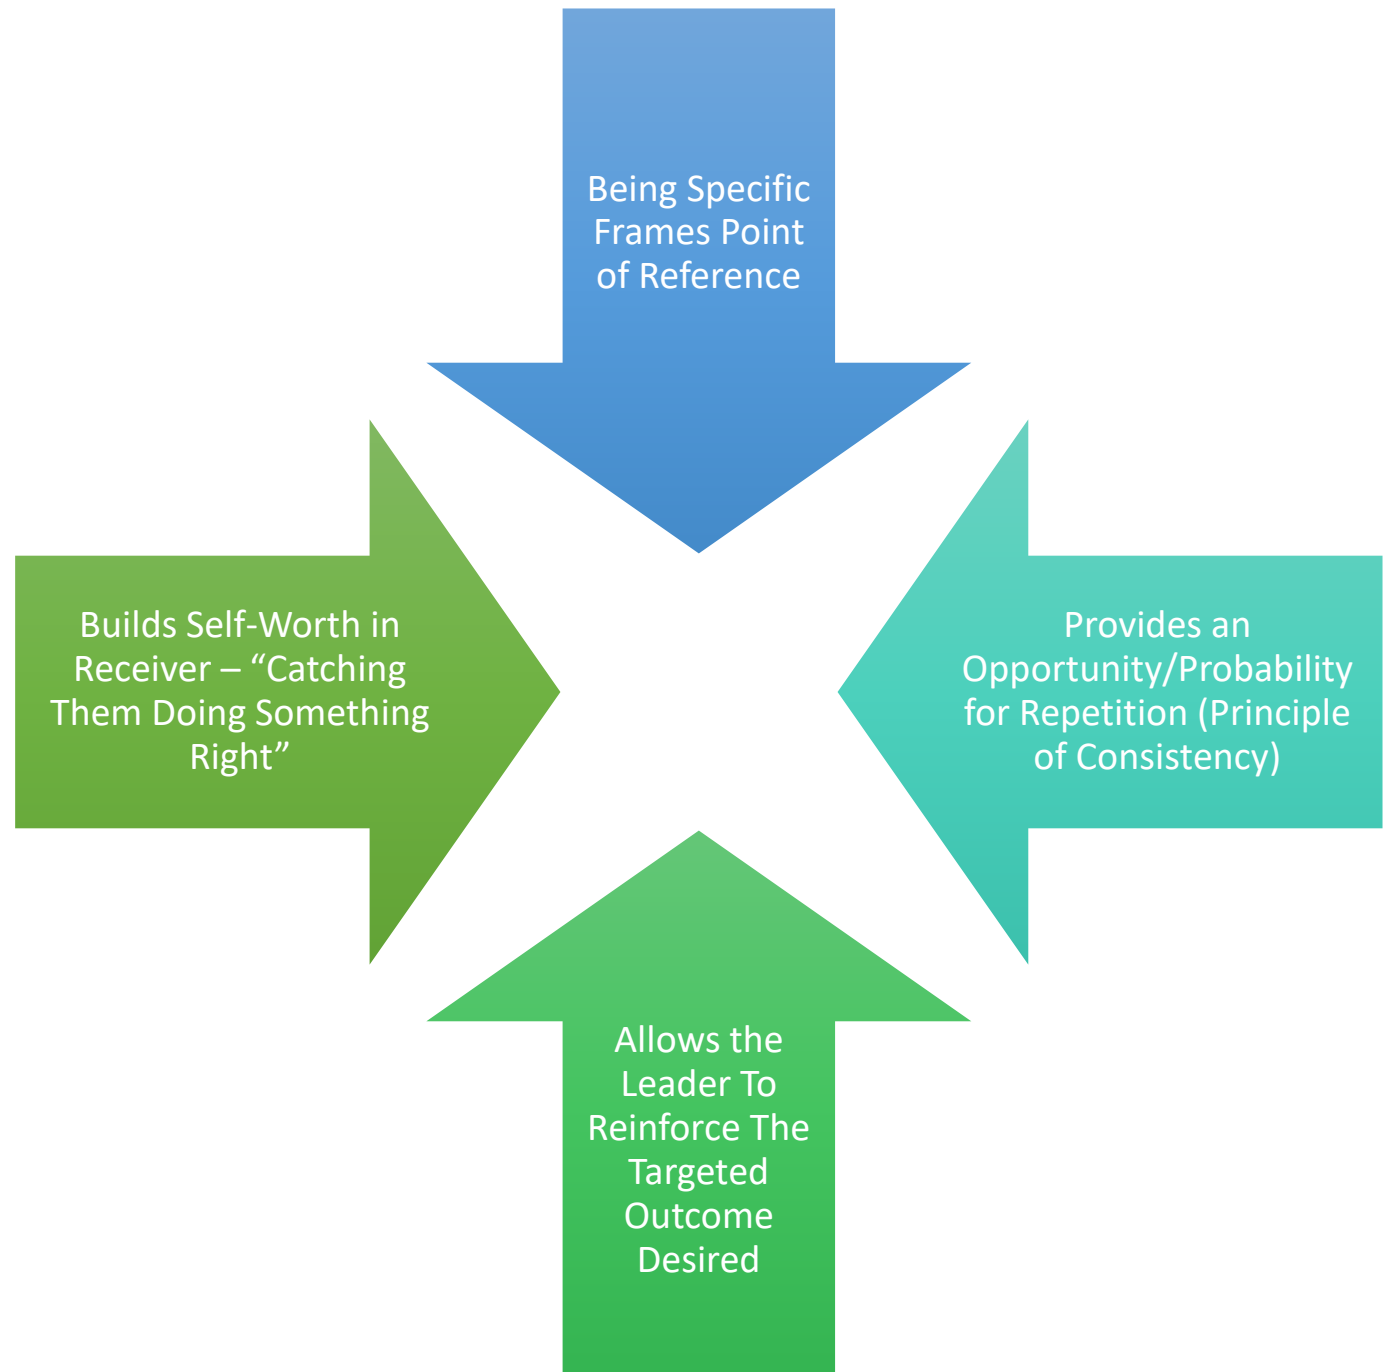 Being Specific
Frames Point
of Reference
Builds Self-Worth in
Receiver – “Catching
Them Doing Something
Right”
Provides an
Opportunity/Probability
for Repetition (Principle
of Consistency)
Allows the
Leader To
Reinforce The
Targeted
Outcome
Desired